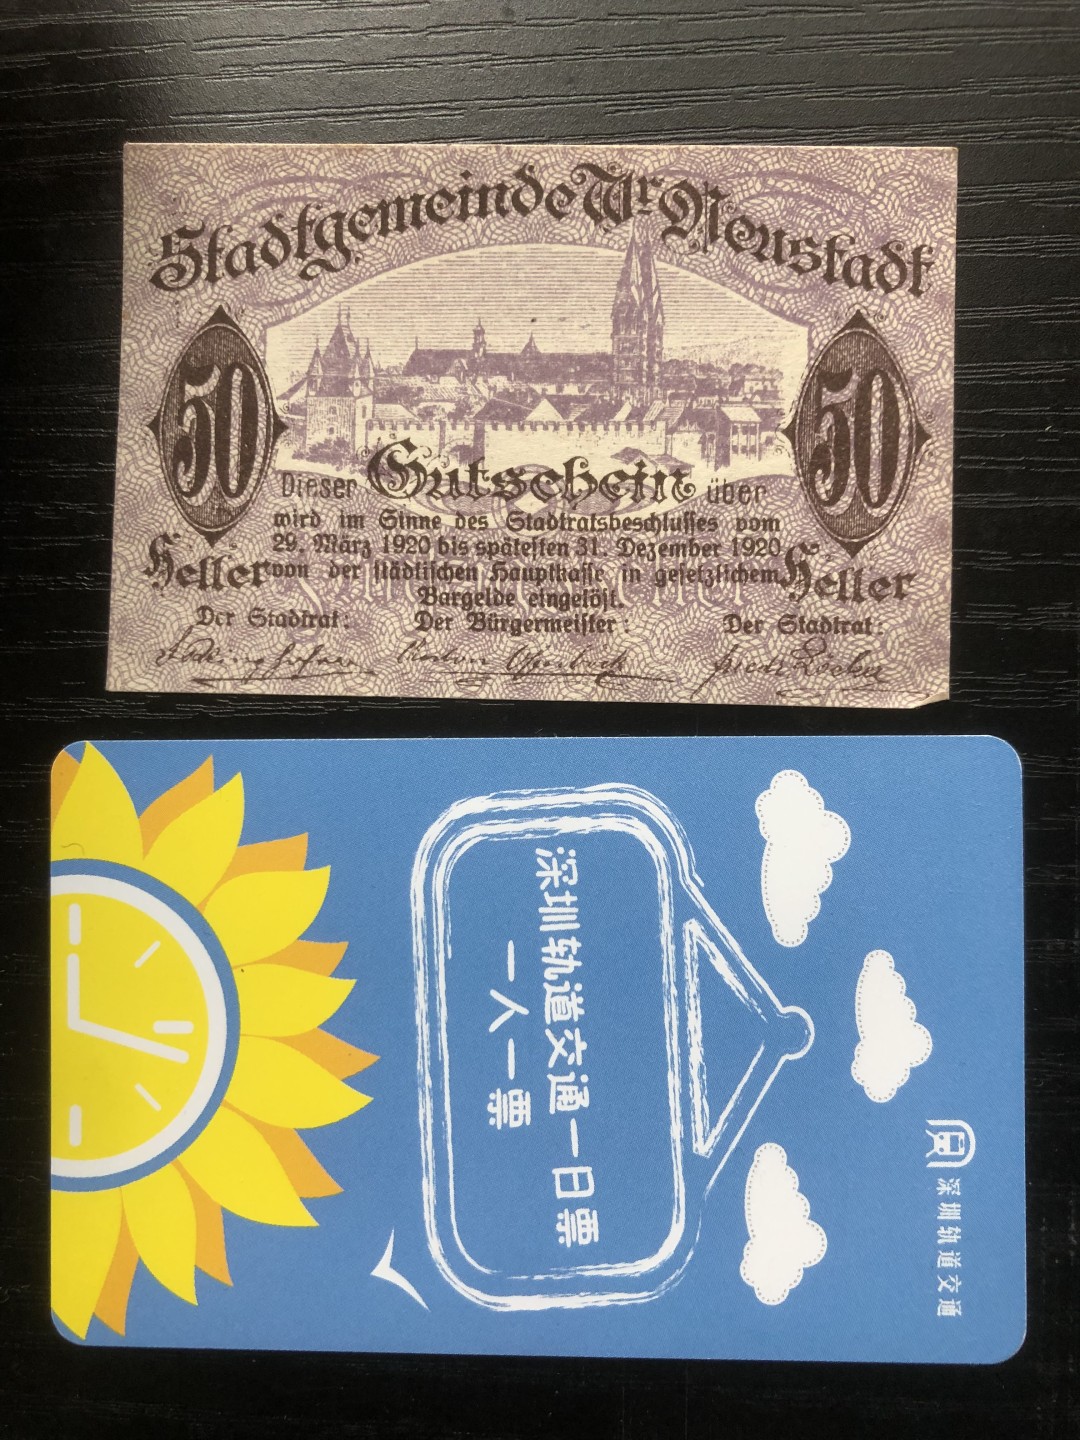 Stadtgemeinde Wr. Neustadt
50
50
Dieser Gutschein über
wird im Sinne des Stadtratsbeschlusses vom
29. März 1920 bis spätesten 31. Dezember 1920
Heller von der städtischen Hauptkasse in gesetzlichem Heller
Bargelde eingelöst.
Der Stadtrat: Der Bürgermeister: Der Stadtrat:
深圳轨道交通一日票
一人一票
深圳轨道交通